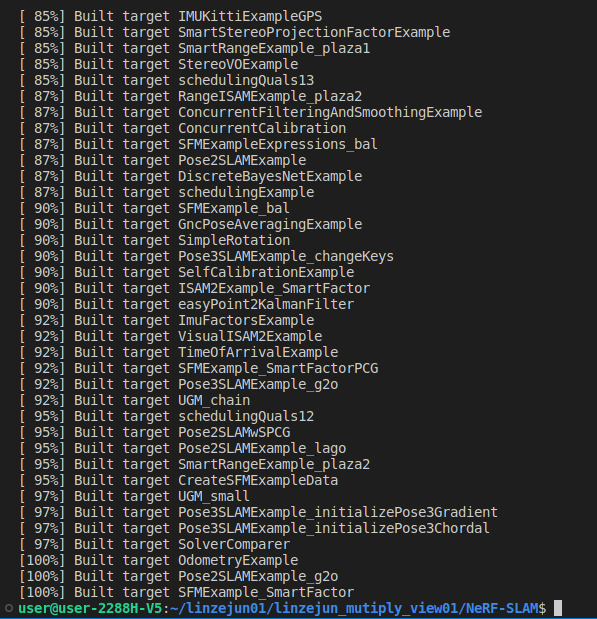 [ 85%] Built target IMUKittiExampleGPS
[ 85%] Built target SmartStereoProjectionFactorExample
[ 85%] Built target SmartRangeExample_plaza1
[ 85%] Built target StereoVOExample
[ 85%] Built target schedulingQuals13
[ 87%] Built target RangeISAMExample_plaza2
[ 87%] Built target ConcurrentFilteringAndSmoothingExample
[ 87%] Built target ConcurrentCalibration
[ 87%] Built target SFMExampleExpressions_bal
[ 87%] Built target Pose2SLAMExample
[ 87%] Built target DiscreteBayesNetExample
[ 87%] Built target schedulingExample
[ 90%] Built target SFMExample_bal
[ 90%] Built target GncPoseAveragingExample
[ 90%] Built target SimpleRotation
[ 90%] Built target Pose3SLAMExample_changeKeys
[ 90%] Built target SelfCalibrationExample
[ 90%] Built target ISAM2Example_SmartFactor
[ 90%] Built target easyPoint2KalmanFilter
[ 92%] Built target ImuFactorsExample
[ 92%] Built target VisualISAM2Example
[ 92%] Built target TimeOfArrivalExample
[ 92%] Built target SFMExample_SmartFactorPCG
[ 92%] Built target Pose3SLAMExample_g2o
[ 92%] Built target UGM_chain
[ 95%] Built target schedulingQuals12
[ 95%] Built target Pose2SLAMwSPCG
[ 95%] Built target Pose2SLAMExample_lago
[ 95%] Built target SmartRangeExample_plaza2
[ 95%] Built target CreateSFMExampleData
[ 97%] Built target UGM_small
[ 97%] Built target Pose3SLAMExample_initializePose3Gradient
[ 97%] Built target Pose3SLAMExample_initializePose3Chordal
[ 97%] Built target SolverComparer
[100%] Built target OdometryExample
[100%] Built target Pose2SLAMExample_g2o
[100%] Built target SFMExample_SmartFactor
user@user-2288H-V5:~/linzejun01/linzejun_mutiply_view01/NeRF-SLAM$